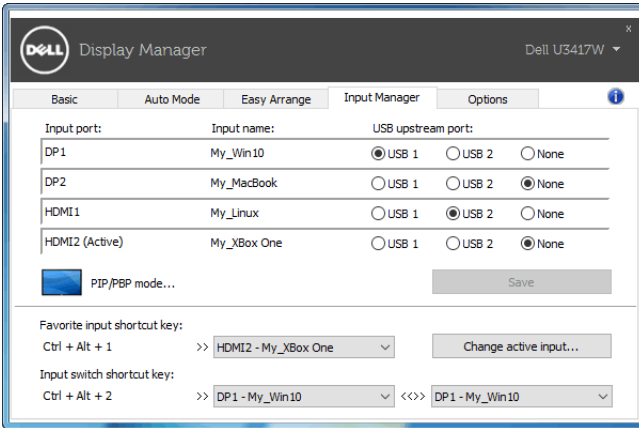 x
DELL Display Manager Dell U3417W
Basic Auto Mode Easy Arrange Input Manager Options i
Input port: Input name: USB upstream port:
DP1 My_Win10 USB 1 USB 2 None
DP2 My_MacBook USB 1 USB 2 None
HDMI1 My_Linux USB 1 USB 2 None
HDMI2 (Active) My_XBox One USB 1 USB 2 None
PIP/PBP mode... Save
Favorite input shortcut key:
Ctrl + Alt + 1 >> HDMI2 - My_XBox One Change active input...
Input switch shortcut key:
Ctrl + Alt + 2 >> DP1 - My_Win10 <<>> DP1 - My_Win10